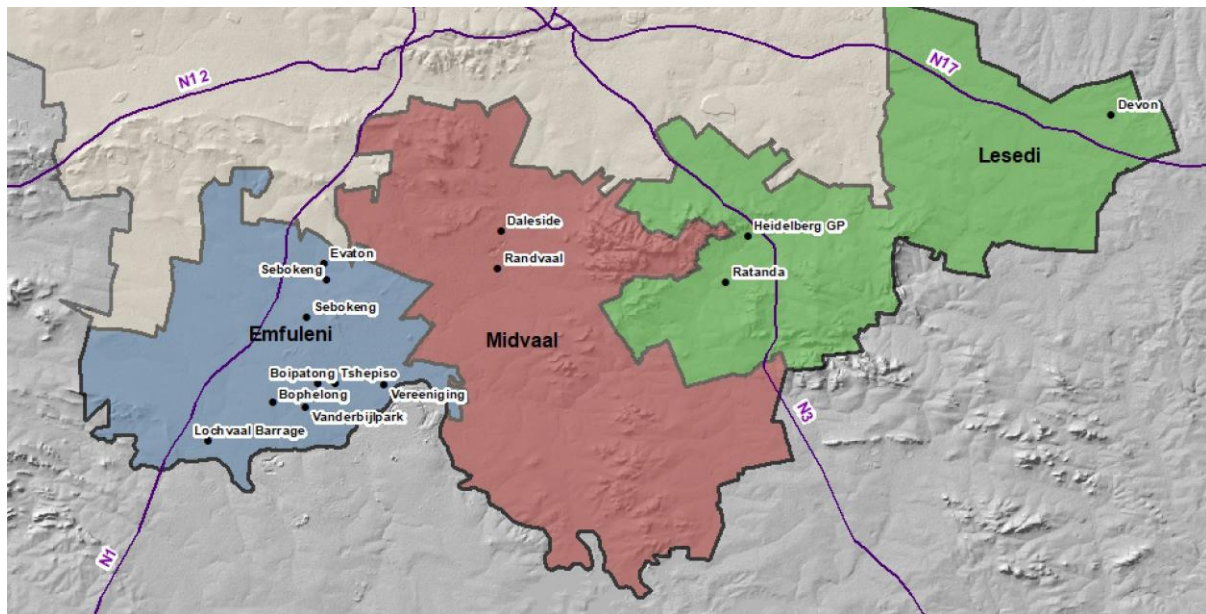 N12
N17
Devon
Lesedi
Daleside
Heidelberg GP
Evaton
Randvaal
Sebokeng
Ratanda
Sebokeng
Emfuleni
Midvaal
Boipatong Tshepiso
Bophelong
Vereeniging
Vanderbijlpark
N3
Lochvaal Barrage
N1